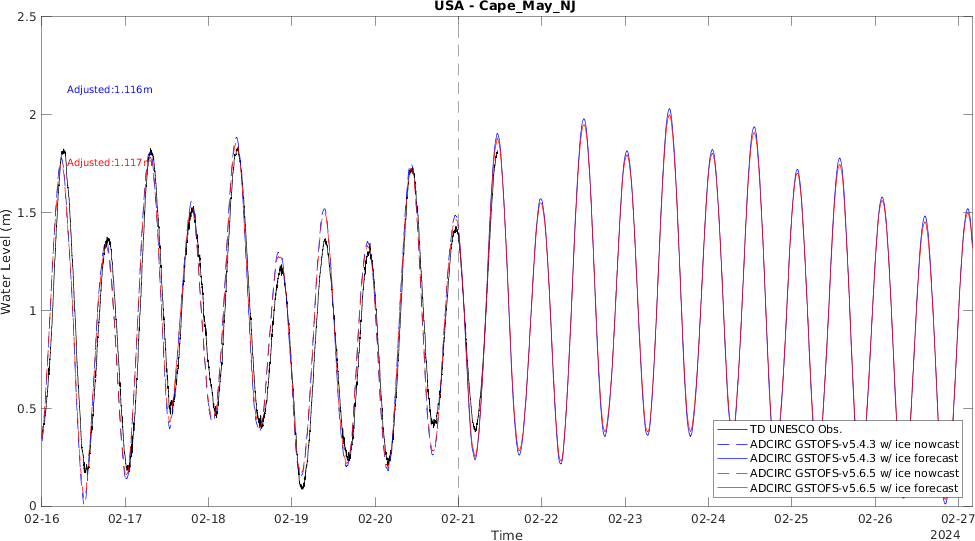 USA - Cape_May_NJ
2.5
Adjusted:1.116m
2
Adjusted:1.117m
1.5
1
0.5
0
Water Level (m)
TD UNESCO Obs.
ADCIRC GSTOFS-v5.4.3 w/ ice nowcast
ADCIRC GSTOFS-v5.4.3 w/ ice forecast
ADCIRC GSTOFS-v5.6.5 w/ ice nowcast
ADCIRC GSTOFS-v5.6.5 w/ ice forecast
02-16 02-17 02-18 02-19 02-20 02-21 02-22 02-23 02-24 02-25 02-26 02-27
Time
2024